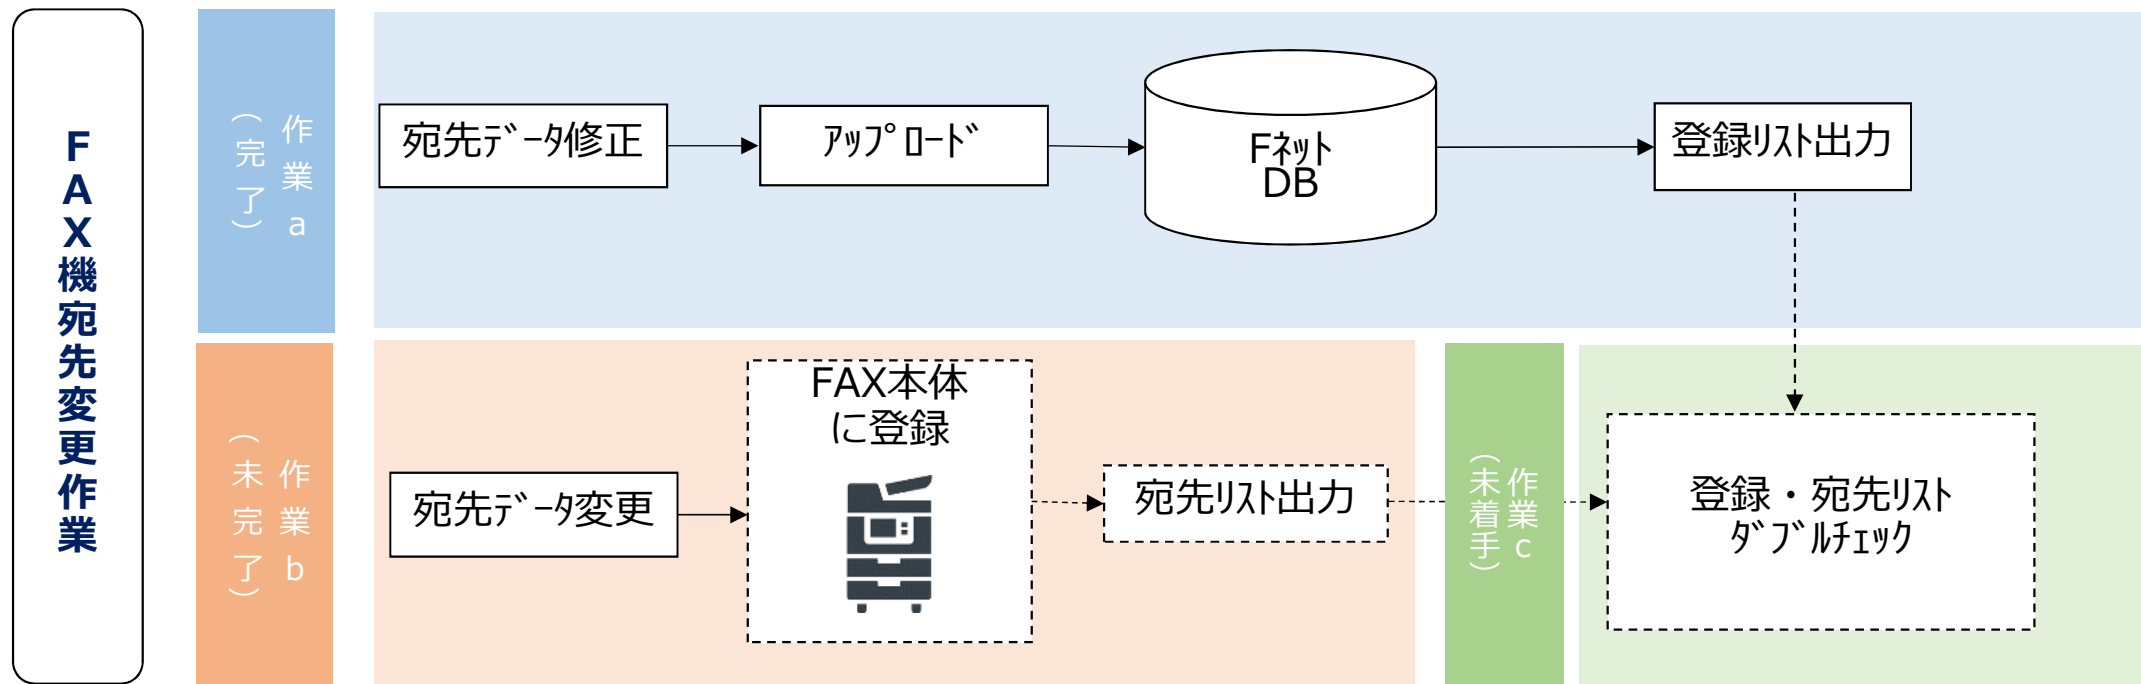 FAX機宛先変更作業
作業a
（完了）
宛先ﾃﾞｰﾀ修正
ｱｯﾌﾟﾛｰﾄﾞ
Fﾈｯﾄ
DB
登録ﾘｽﾄ出力
作業b
（未完了）
宛先ﾃﾞｰﾀ変更
FAX本体
に登録
宛先ﾘｽﾄ出力
作業c
（未着手）
登録・宛先ﾘｽﾄ
ﾀﾞﾌﾞﾙﾁｪｯｸ